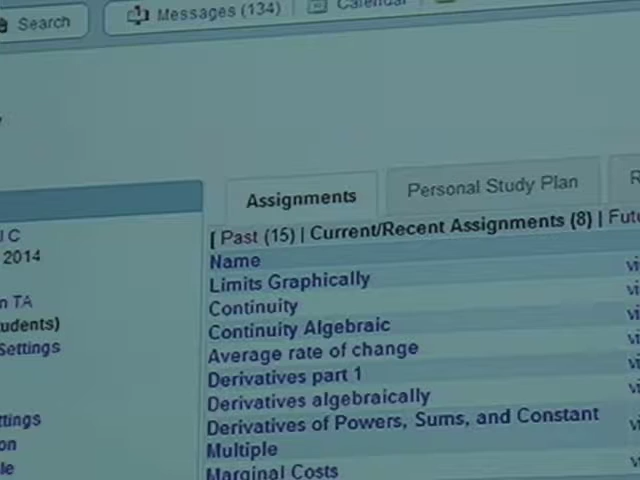 Search
Messages (134)
Calendar
Assignments
Personal Study Plan
[ Past (15) | Current/Recent Assignments (8) |
Name
Limits Graphically
Continuity
Continuity Algebraic
Average rate of change
Derivatives part 1
Derivatives algebraically
Derivatives of Powers, Sums, and Constant
Multiple
Marginal Costs
C
2014
TA
Settings